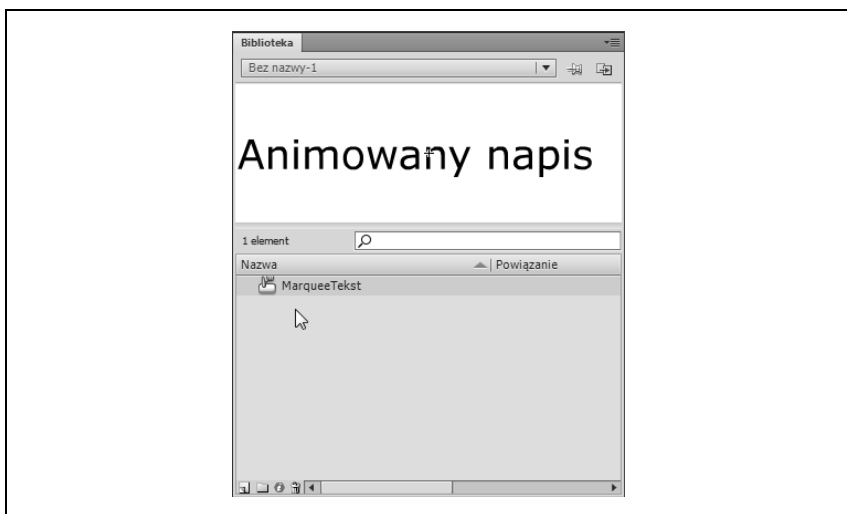 Biblioteka
Bez nazwy-1
Animowany napis
1 element
Nazwa Powiązanie
MarqueeTekst